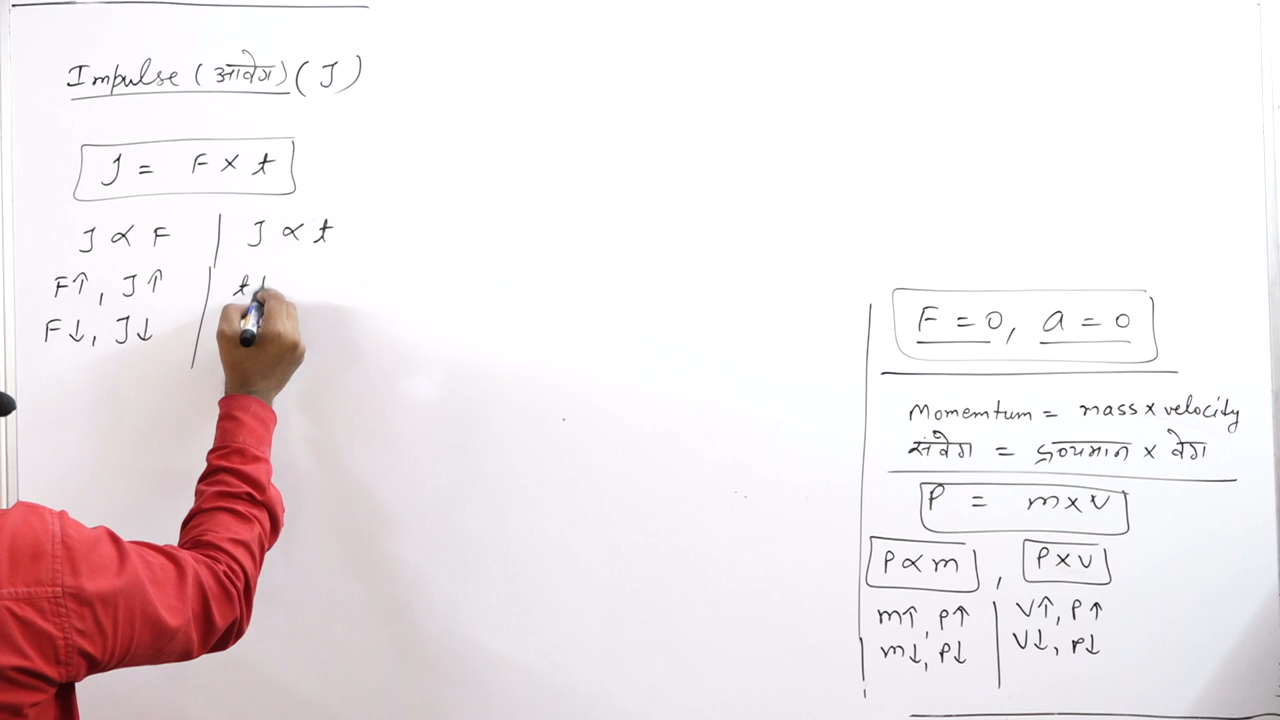 Impulse (आवेग) (J)
J = F × t
J ∝ F | J ∝ t
F↑, J↑ | t
F↓, J↓
F = 0, a = 0
Momemtum = mass × velocity
संवेग = द्रव्यमान × वेग
P = m×v
P∝m, P×v
m↑, P↑ | V↑, P↑
m↓, P↓ | V↓, P↓